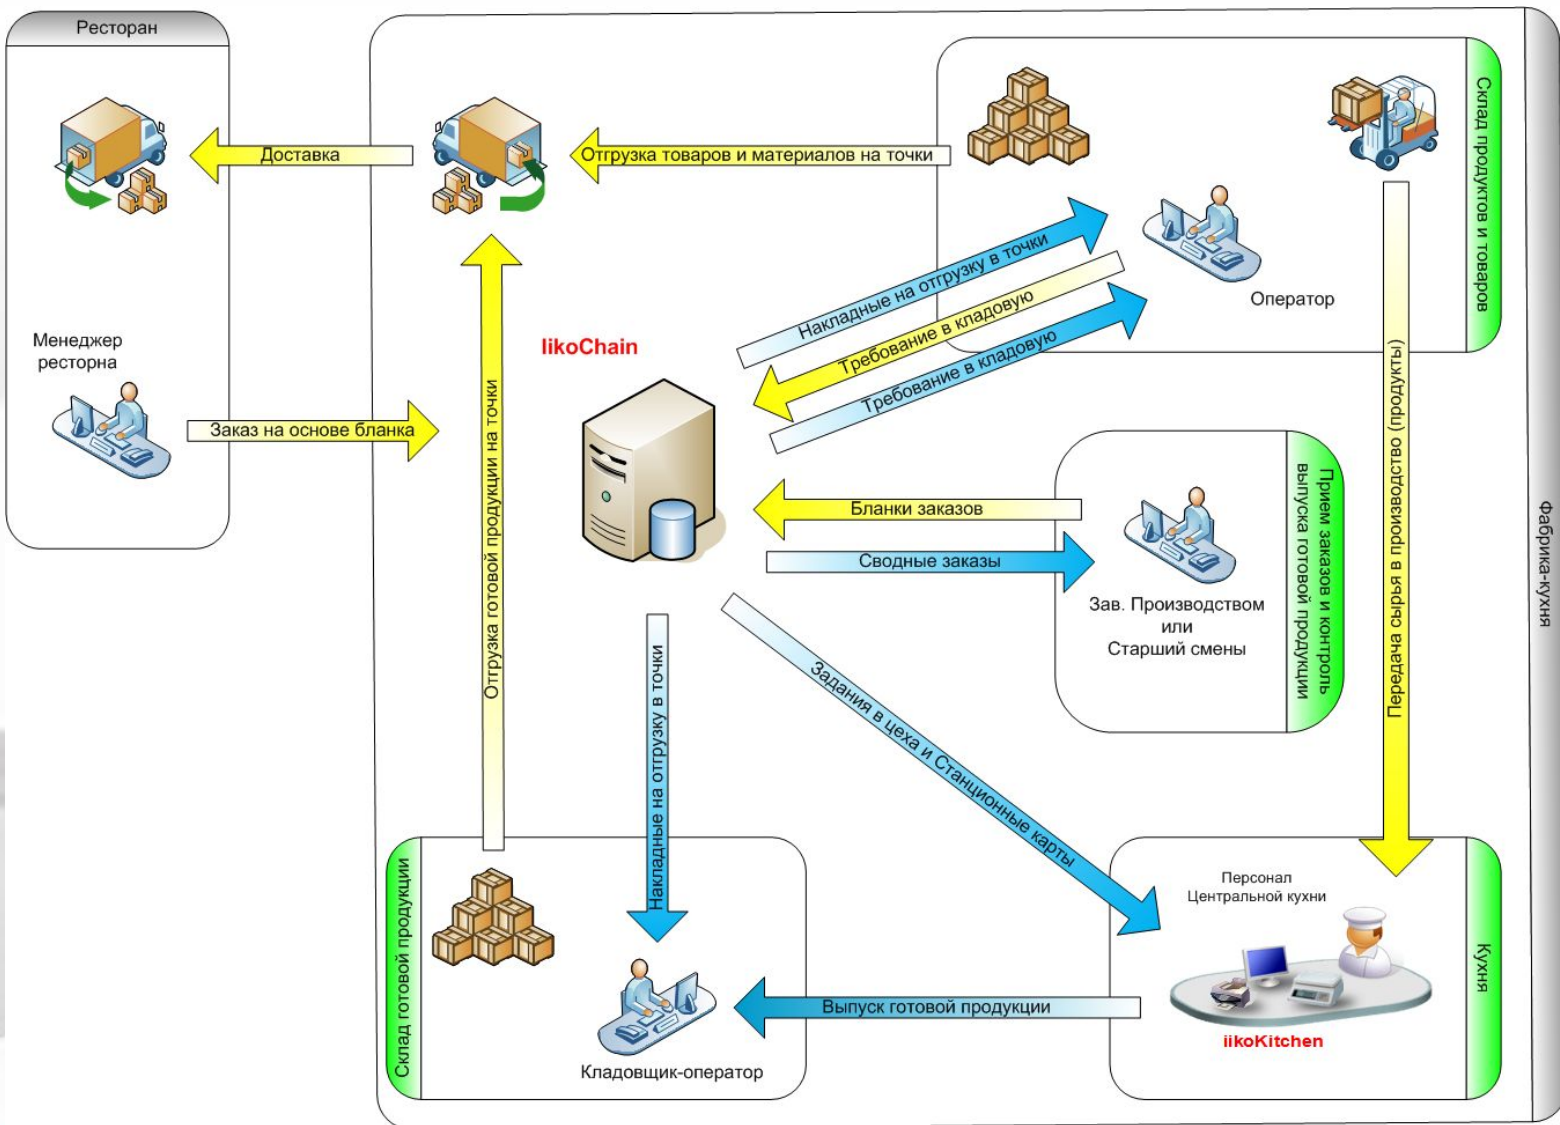 Ресторан
Доставка
Отгрузка товаров и материалов на точки
Склад продуктов и товаров
Накладные на отгрузку в точки
Требование в кладовую
Требование в кладовую
Оператор
Менеджер
ресторна
IikoChain
Заказ на основе бланка
Отгрузка готовой продукции на точки
Передача сырья в производство (продукты)
Бланки заказов
Сводные заказы
Прием заказов и контроль
выпуска готовой продукции
Зав. Производством
или
Старший смены
Фабрика-кухня
Накладные на отгрузку в точки
Задания в цеха и Станционные карты
Склад готовой продукции
Кладовщик-оператор
Выпуск готовой продукции
Персонал
Центральной кухни
iikoKitchen
Кухня